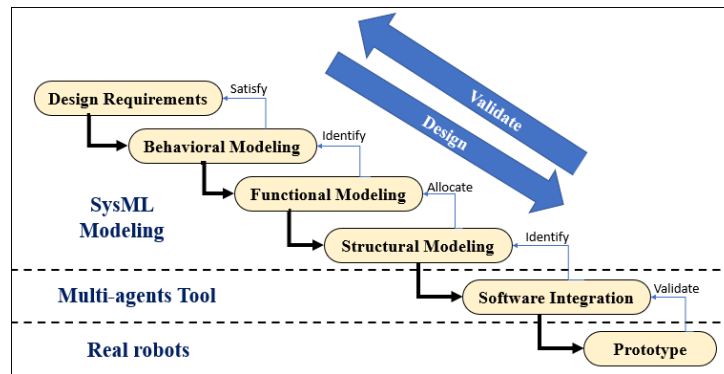 Design Requirements
Satisfy
Validate
Design
Behavioral Modeling
Identify
Functional Modeling
Allocate
SysML
Modeling
Structural Modeling
Identify
Multi-agents Tool
Software Integration
Validate
Real robots
Prototype